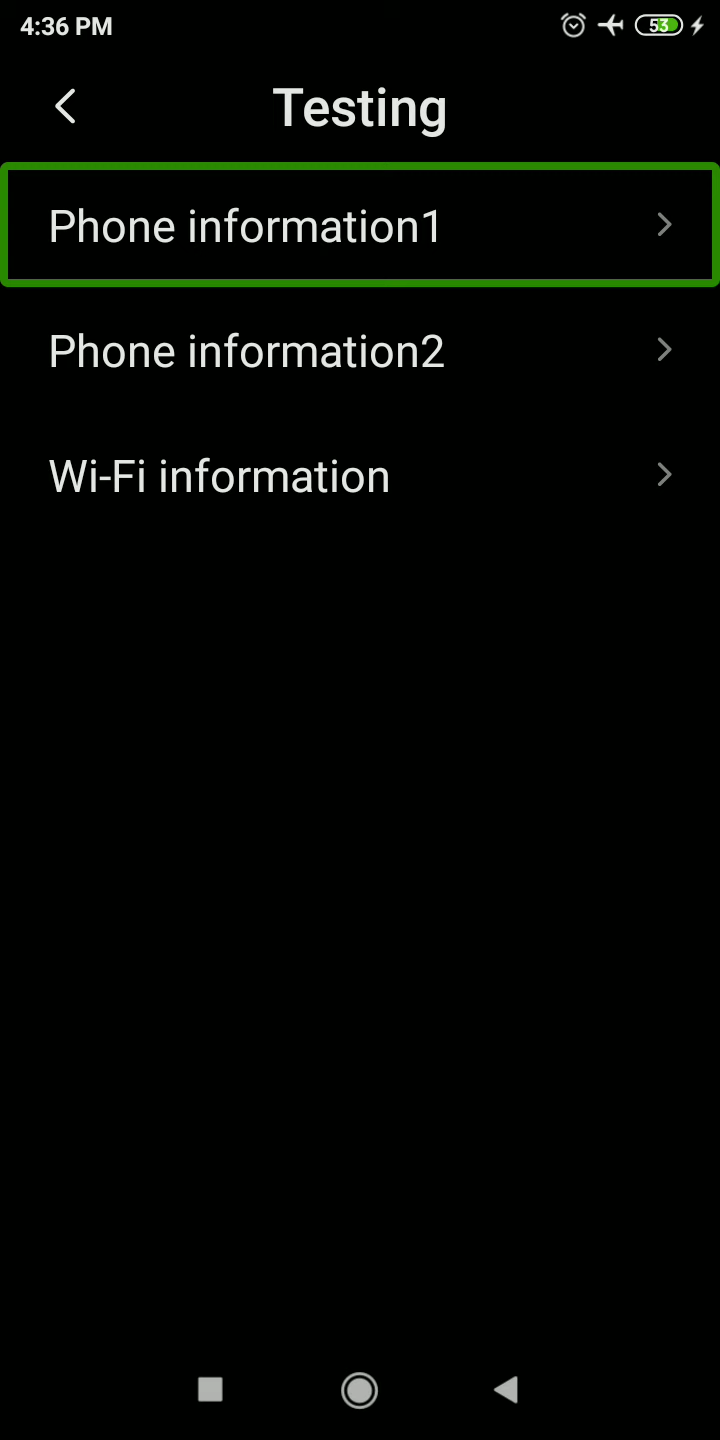 4:36 PM 53
Testing
Phone information1
Phone information2
Wi-Fi information